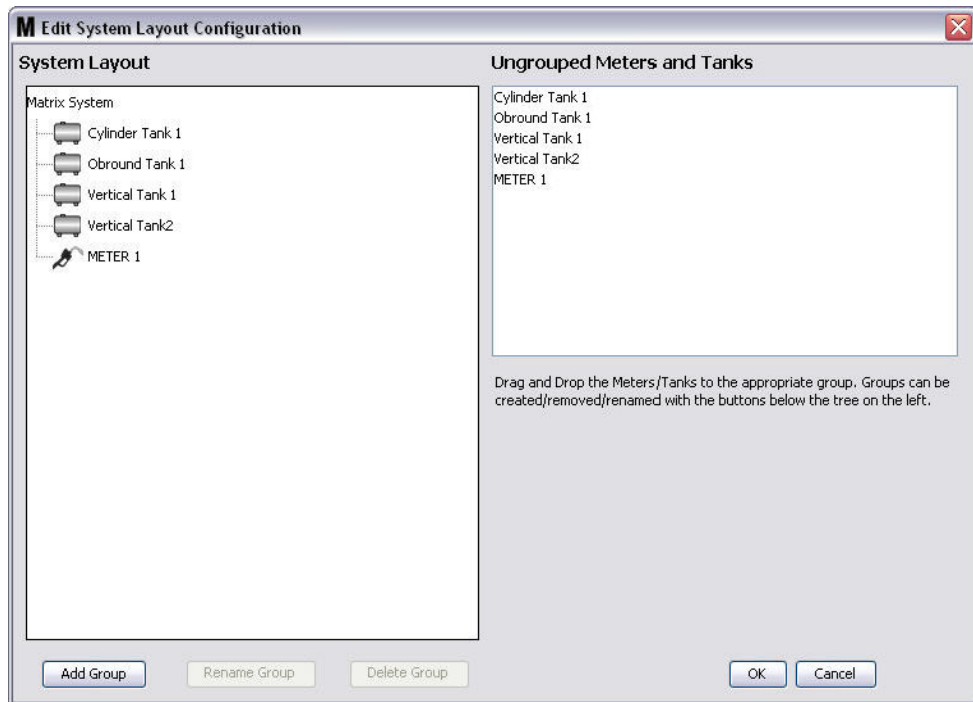 M Edit System Layout Configuration
System Layout
Matrix System
Cylinder Tank 1
Obround Tank 1
Vertical Tank 1
Vertical Tank2
METER 1
Ungrouped Meters and Tanks
Cylinder Tank 1
Obround Tank 1
Vertical Tank 1
Vertical Tank2
METER 1
Drag and Drop the Meters/Tanks to the appropriate group. Groups can be
created/removed/renamed with the buttons below the tree on the left.
Add Group
Rename Group
Delete Group
OK
Cancel